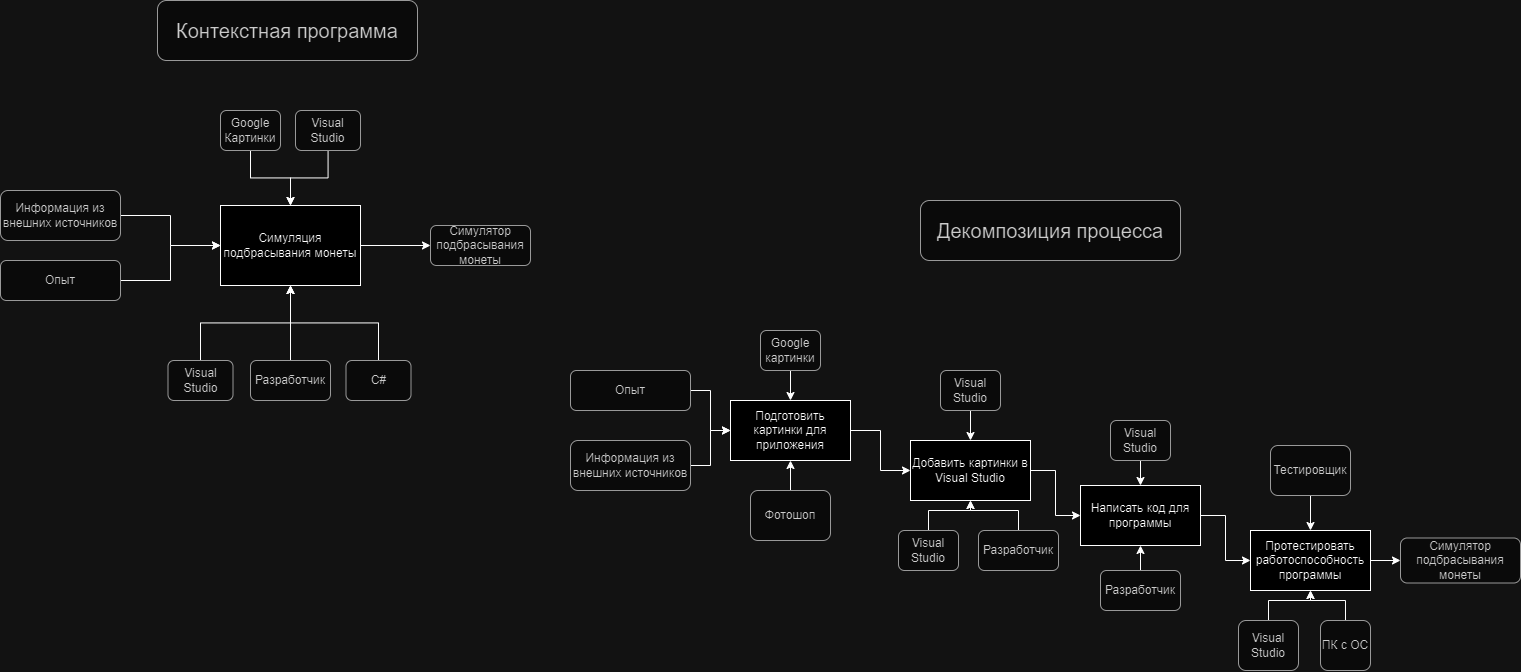 Контекстная программа
Google
Картинки
Visual
Studio
Информация из
внешних источников
Опыт
Симуляция
подбрасывания монеты
Симулятор
подбрасывания
монеты
Visual
Studio
Разработчик
C#
Декомпозиция процесса
Google
картинки
Опыт
Информация из
внешних источников
Подготовить
картинки для
приложения
Фотошоп
Visual
Studio
Добавить картинки в
Visual Studio
Visual
Studio
Разработчик
Visual
Studio
Написать код для
программы
Разработчик
Тестировщик
Протестировать
работоспособность
программы
Симулятор
подбрасывания
монеты
Visual
Studio
ПК с ОС